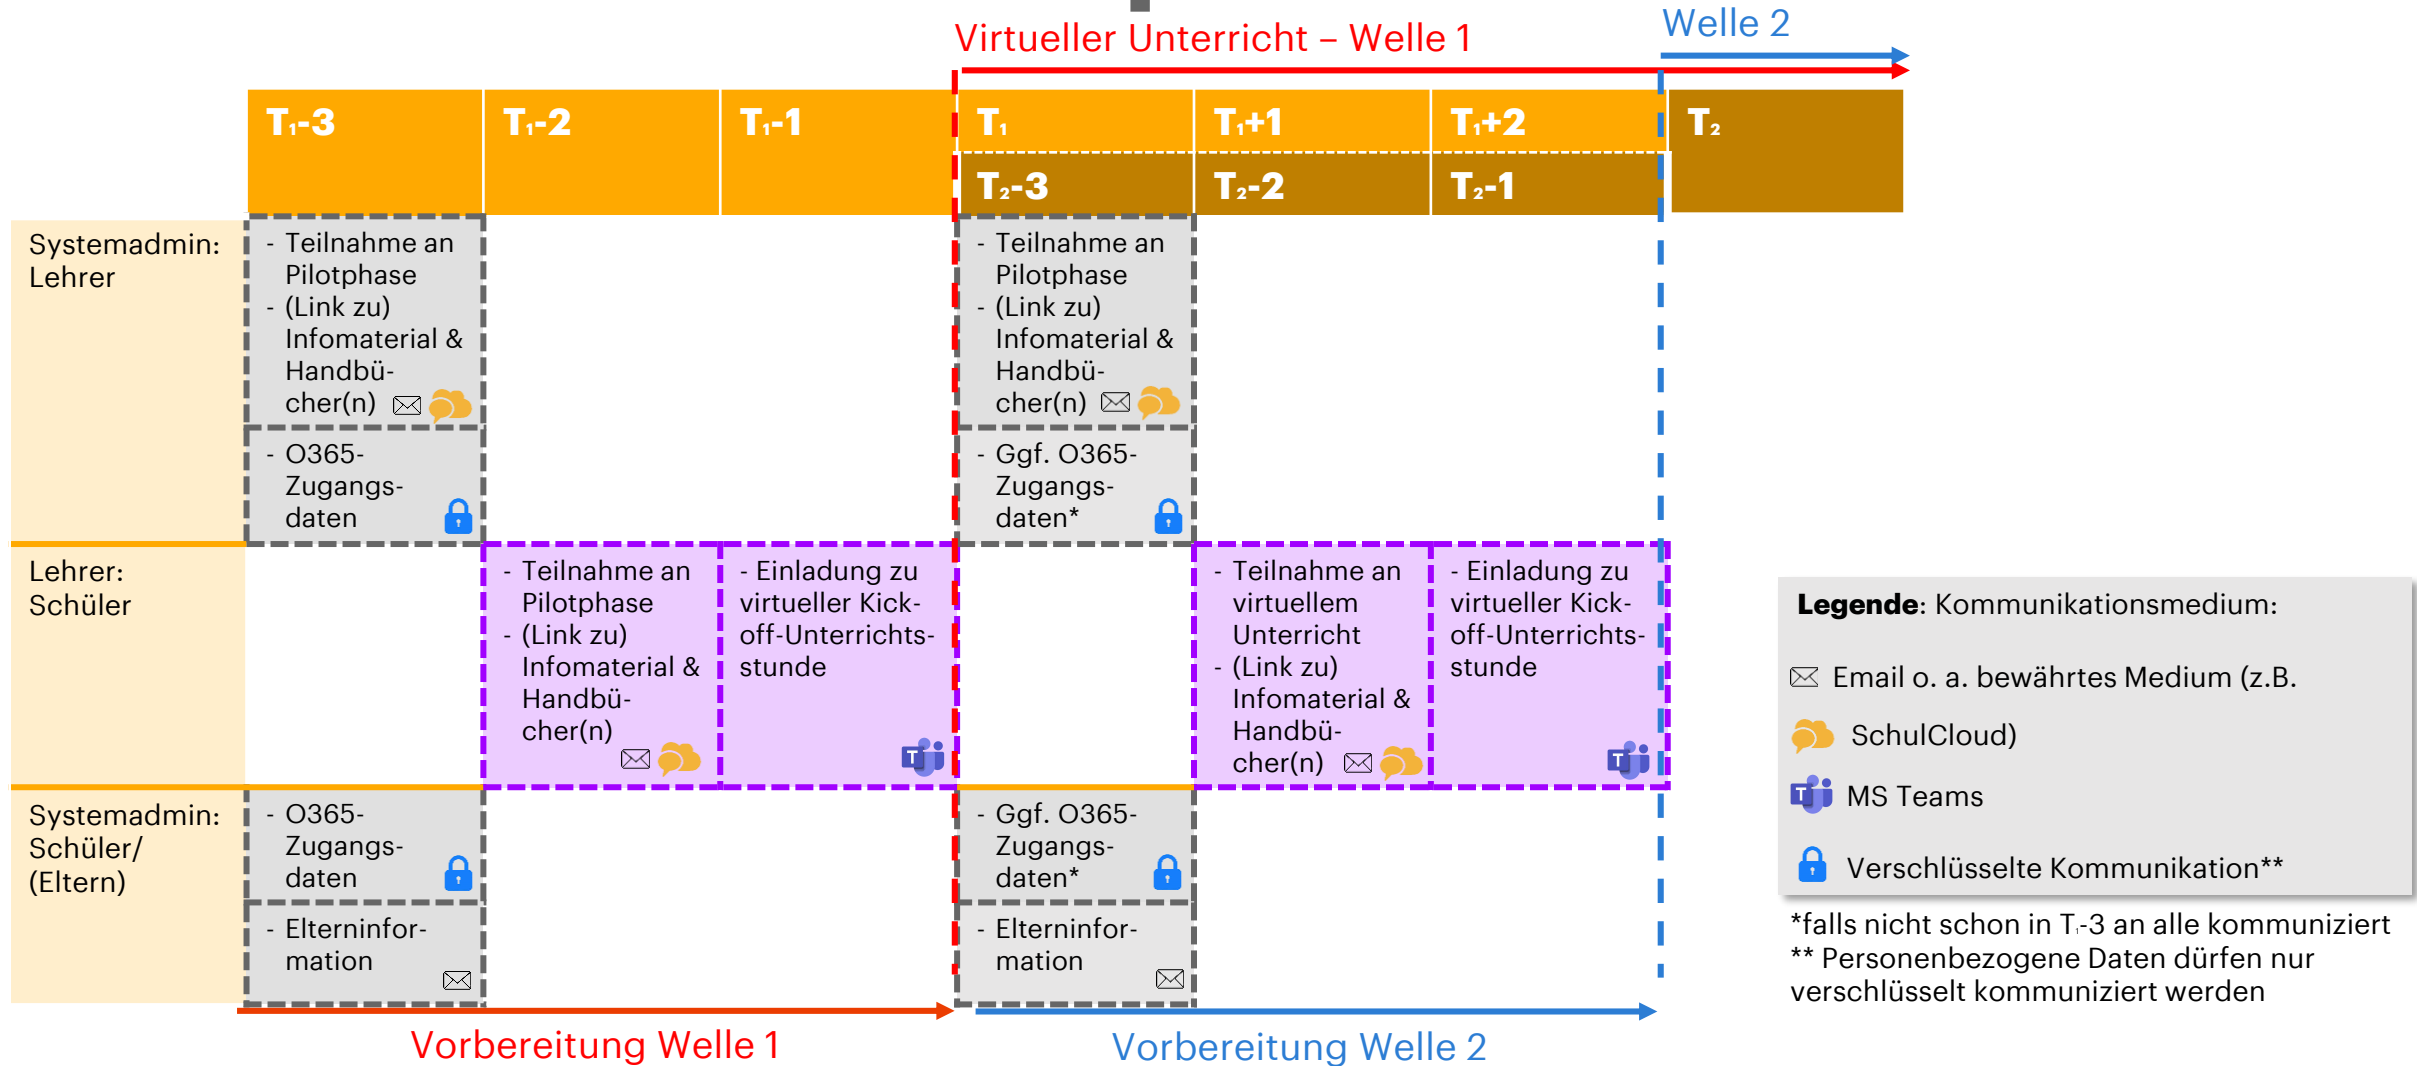 Virtueller Unterricht – Welle 1
Welle 2
T₁-3
T₁-2
T₁-1
T₁
T₁+1
T₁+2
T₂
T₂-3
T₂-2
T₂-1
Systemadmin:
Lehrer
- Teilnahme an
Pilotphase
- (Link zu)
Infomaterial &
Handbü-
cher(n)
- O365-
Zugangs-
daten
- Teilnahme an
Pilotphase
- (Link zu)
Infomaterial &
Handbü-
cher(n)
- Ggf. O365-
Zugangs-
daten*
Lehrer:
Schüler
- Teilnahme an
Pilotphase
- (Link zu)
Infomaterial &
Handbü-
cher(n)
- Einladung zu
virtueller Kick-
off-Unterrichts-
stunde
- Teilnahme an
virtuellem
Unterricht
- (Link zu)
Infomaterial &
Handbü-
cher(n)
- Einladung zu
virtueller Kick-
off-Unterrichts-
stunde
Systemadmin:
Schüler/
(Eltern)
- O365-
Zugangs-
daten
- Elterninfor-
mation
- Ggf. O365-
Zugangs-
daten*
- Elterninfor-
mation
Vorbereitung Welle 1
Vorbereitung Welle 2
Legende: Kommunikationsmedium:
Email o. a. bewährtes Medium (z.B.
SchulCloud)
MS Teams
Verschlüsselte Kommunikation**
*falls nicht schon in T₁-3 an alle kommuniziert
** Personenbezogene Daten dürfen nur
verschlüsselt kommuniziert werden